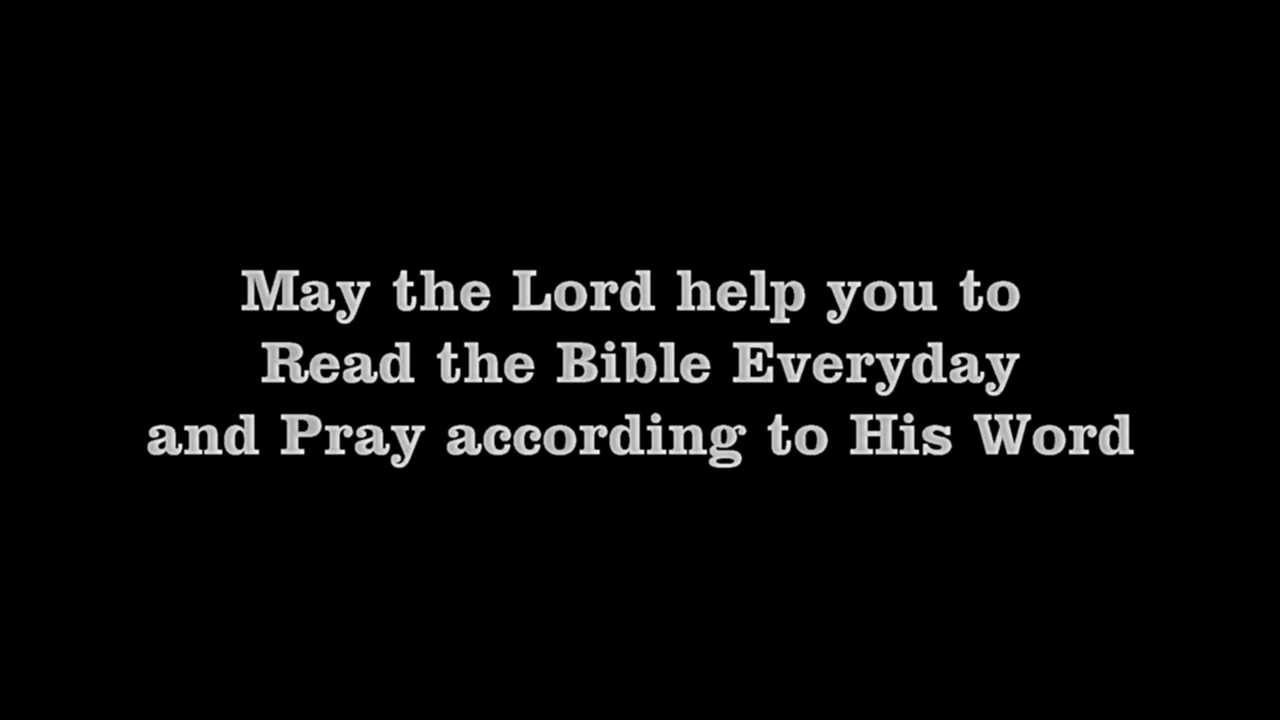 May the Lord help you to
Read the Bible Everyday
and Pray according to His Word